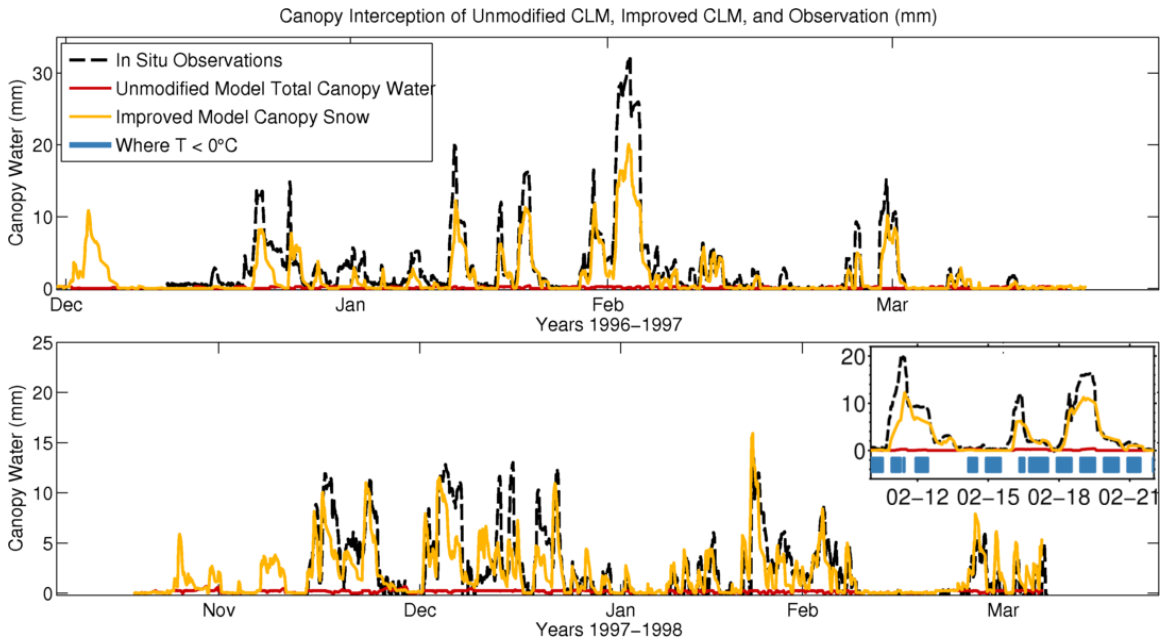 Canopy Interception of Unmodified CLM, Improved CLM, and Observation (mm)
In Situ Observations
Unmodified Model Total Canopy Water
Improved Model Canopy Snow
Where T < 0°C
Canopy Water (mm)
30
20
10
0
Dec Jan Feb Mar
Years 1996–1997
Canopy Water (mm)
25
20
15
10
5
0
20
10
0
02–12 02–15 02–18 02–21
Nov Dec Jan Feb Mar
Years 1997–1998